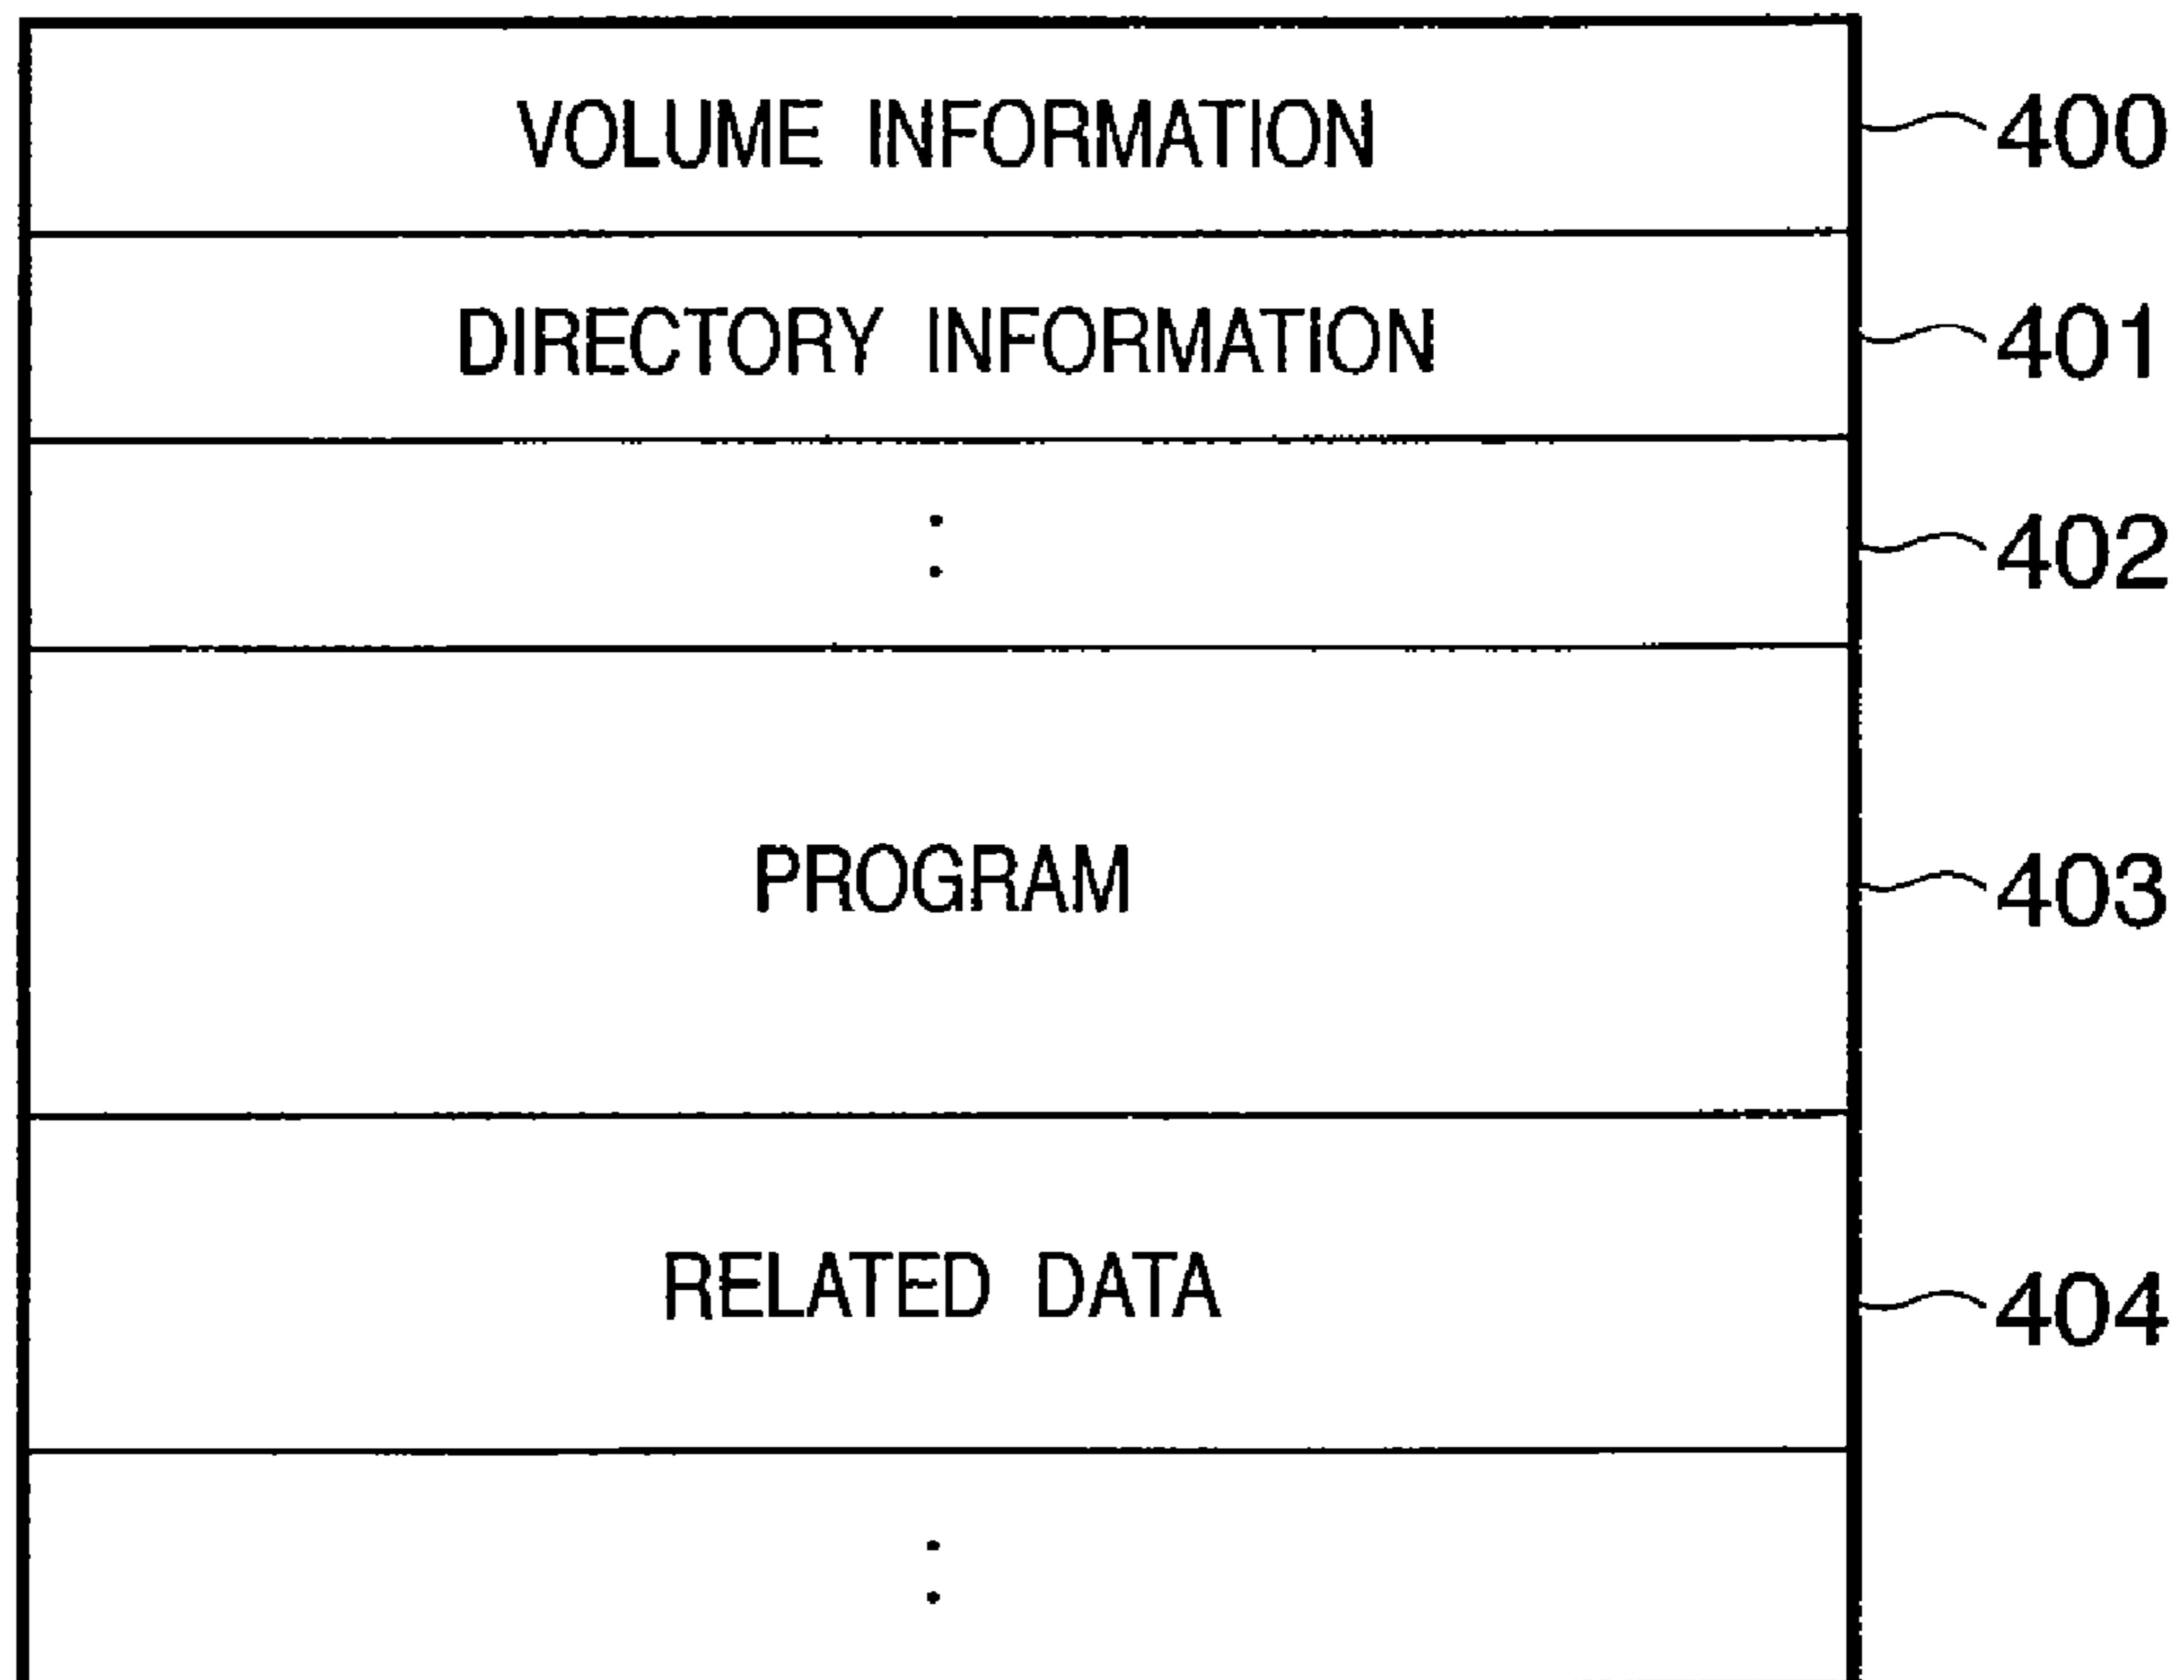 VOLUME INFORMATION 400
DIRECTORY INFORMATION 401
: 402
PROGRAM 403
RELATED DATA 404
: